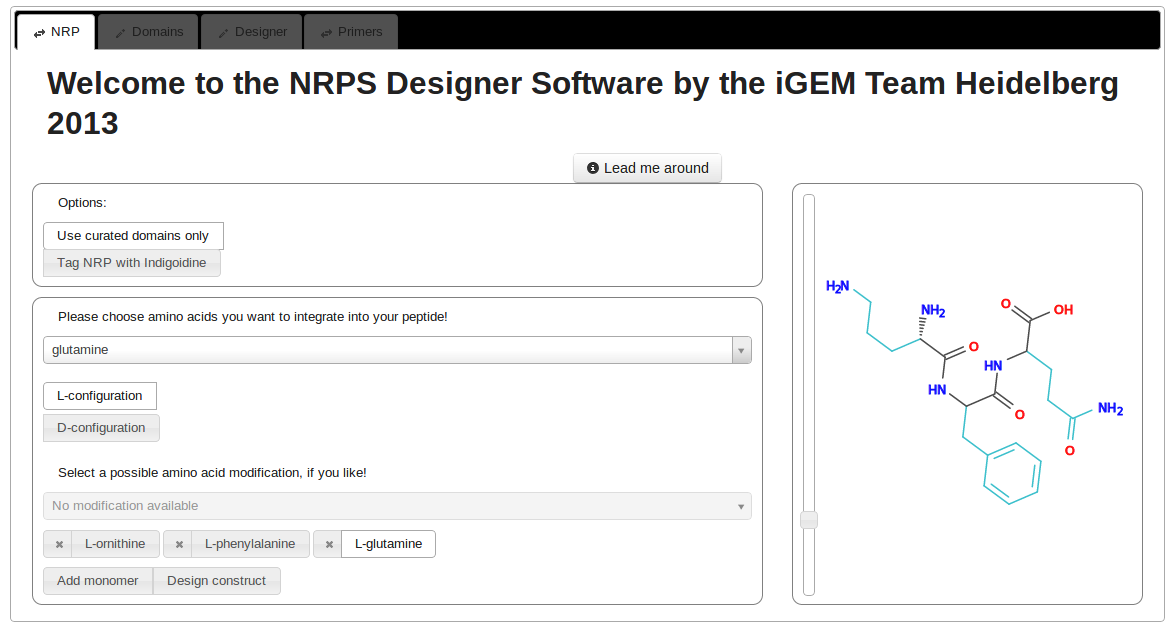 NRP Domains Designer Primers
Welcome to the NRPS Designer Software by the iGEM Team Heidelberg
2013
Lead me around
Options:
Use curated domains only
Tag NRP with Indigoidine
Please choose amino acids you want to integrate into your peptide!
glutamine
L-configuration
D-configuration
Select a possible amino acid modification, if you like!
No modification available
L-ornithine L-phenylalanine L-glutamine
Add monomer Design construct
H2N
NH2
O OH
O
HN
HN
O
NH2
O